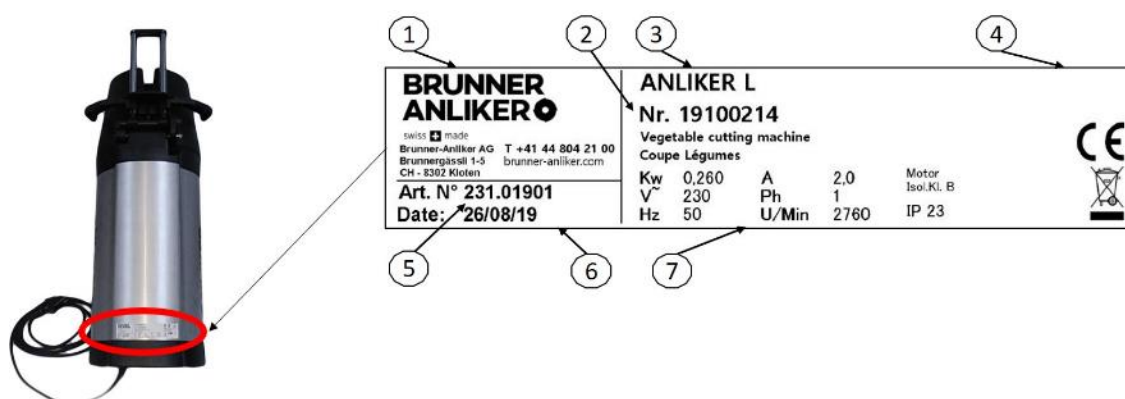 1
2
3
4
BRUNNER
ANLIKER
swiss made
Brunner-Anliker AG T +41 44 804 21 00
Brunnergässli 1-5 brunner-anliker.com
CH - 8302 Kloten
Art. N° 231.01901
Date: 26/08/19
ANLIKER L
Nr. 19100214
Vegetable cutting machine
Coupe Légumes
Kw 0,260 A 2,0 Motor
Isol.Kl. B
V~ 230 Ph 1
Hz 50 U/Min 2760 IP 23
CE
5
6
7